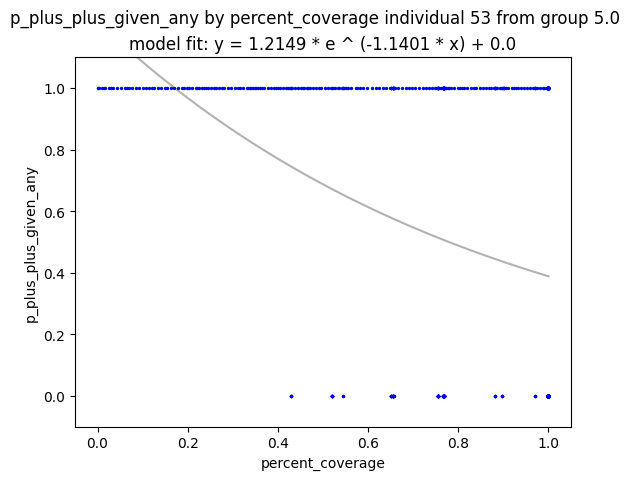 p_plus_plus_given_any by percent_coverage individual 53 from group 5.0
model fit: y = 1.2149 * e ^ (-1.1401 * x) + 0.0
1.0
0.8
0.6
0.4
0.2
0.0
p_plus_plus_given_any
0.0 0.2 0.4 0.6 0.8 1.0
percent_coverage